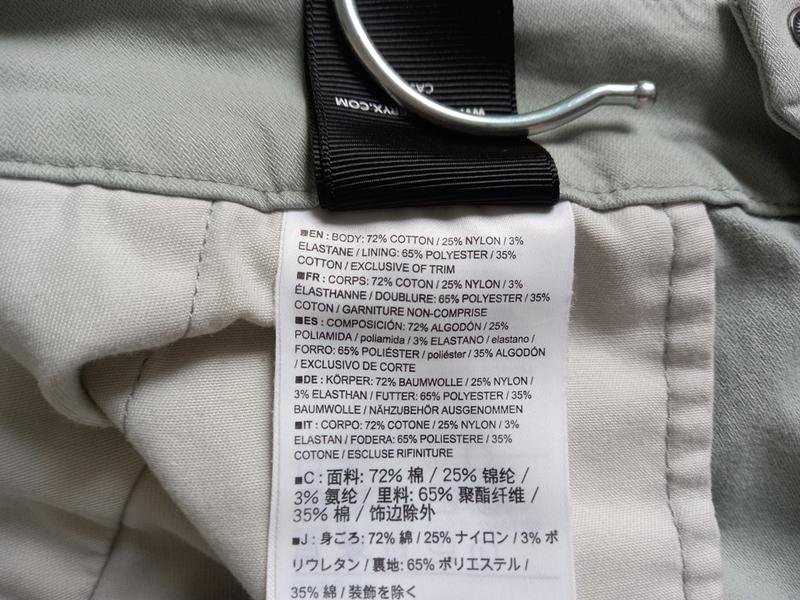 CA
RYX.COM
■EN : BODY: 72% COTTON / 25% NYLON / 3%
ELASTANE / LINING: 65% POLYESTER / 35%
COTTON / EXCLUSIVE OF TRIM
■FR : CORPS: 72% COTON / 25% NYLON / 3%
ÉLASTHANNE / DOUBLURE: 65% POLYESTER / 35%
COTON / GARNITURE NON-COMPRISE
■ES : COMPOSICIÓN: 72% ALGODÓN / 25%
POLIAMIDA / poliamida / 3% ELASTANO / elastano /
FORRO: 65% POLIÉSTER / poliéster / 35% ALGODÓN
/ EXCLUSIVO DE CORTE
■DE : KÖRPER: 72% BAUMWOLLE / 25% NYLON /
3% ELASTHAN / FUTTER: 65% POLYESTER / 35%
BAUMWOLLE / NÄHZUBEHÖR AUSGENOMMEN
■IT : CORPO: 72% COTONE / 25% NYLON / 3%
ELASTAN / FODERA: 65% POLIESTERE / 35%
COTONE / ESCLUSE RIFINITURE
■C : 面料: 72% 棉 / 25% 锦纶 /
3% 氨纶 / 里料: 65% 聚酯纤维 /
35% 棉 / 饰边除外
■J : 身ごろ: 72% 綿 / 25% ナイロン / 3% ポ
リウレタン / 裏地: 65% ポリエステル /
35% 綿 / 装飾を除く